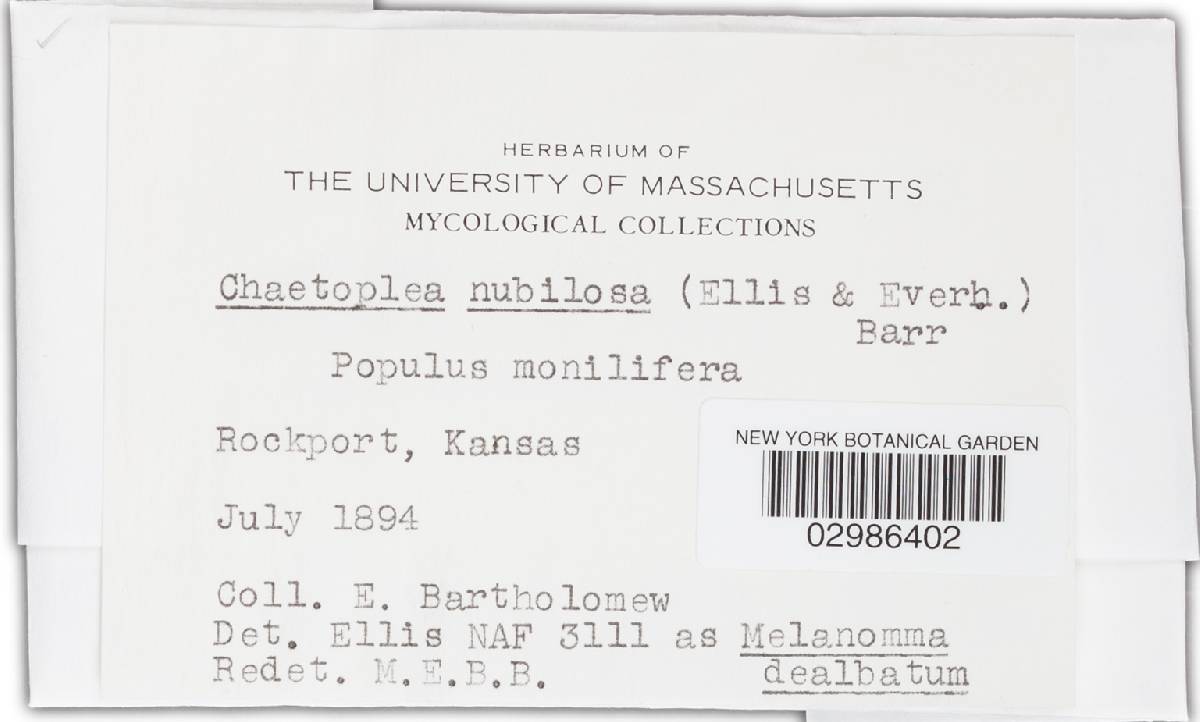 HERBARIUM OF
THE UNIVERSITY OF MASSACHUSETTS
MYCOLOGICAL COLLECTIONS
Chaetoplea nubilosa (Ellis & Everh.)
Barr
Populus monilifera
Rockport, Kansas
NEW YORK BOTANICAL GARDEN
02986402
July 1894
Coll. E. Bartholomew
Det. Ellis NAF 3111 as Melanomma
Redet. M.E.B.B. dealbatum